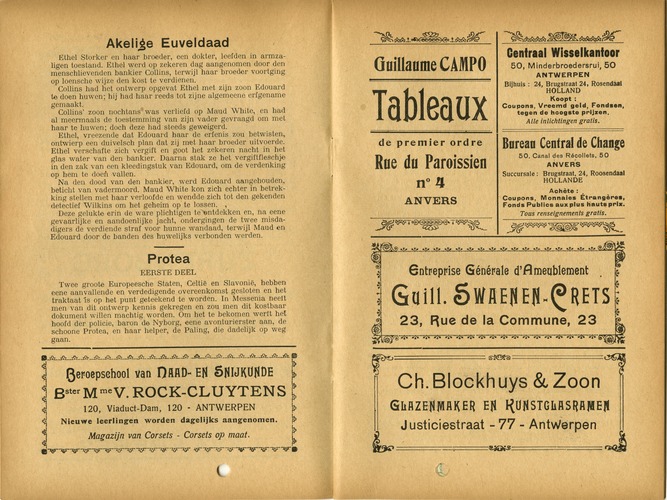 Akelige Euveldaad
Ethel Storker en haar broeder, een dokter, leefden in armza-
ligen toestand. Ethel werd op zekeren dag aangenomen door den
menschlievenden bankier Collins, terwijl haar broeder voortging
op loensche wijze den kost te verdienen.
Collins had het ontwerp opgevat Ethel met zijn zoon Edouard
te doen huwen; hij had haar reeds tot zijne algemeene erfgename
gemaakt.
Collins' zoon nochtans was verliefd op Maud White, en had
al meermaals de toestemming van zijn vader gevraagd om met
haar te huwen; doch deze had steeds geweigerd.
Ethel, vreezende dat Edouard haar de erfenis zou betwisten,
ontwierp een duivelsch plan dat zij met haar broeder uitvoerde.
Ethel verschafte zich vergift en goot het zekeren nacht in het
glas water van den bankier. Daarna stak ze het vergiftfleschje
in den zak van een kleedingstuk van Edouard, om de verdenking
op hem te doen vallen.
Na den dood van den bankier, werd Edouard aangehouden,
beticht van vadermoord. Maud White kon zich echter in betrek-
king stellen met haar verloofde en wendde zich tot den gekenden
detectief Wilkins om het geheim op te lossen.
Deze gelukte erin de ware plichtigen te ontdekken en, na eene
gevaarlijke en aandoenlijke jacht, ondergingen de twee misda-
digers de verdiende straf voor hunne wandaad, terwijl Maud en
Edouard door de banden des huwelijks verbonden werden.
Protea
EERSTE DEEL
Twee groote Europeesche Staten, Celtië en Slavonië, hebben
eene aanvallende en verdedigende overeenkomst gesloten en het
traktaat is op het punt geteekend te worden. In Messenia heeft
men van dit ontwerp kennis gekregen en zou men dit kostbaar
dokument willen machtig worden. Om het te bekomen werft het
hoofd der policie, baron de Nyborg, eene avonturierster aan, de
schoone Protea, en haar helper, de Paling, die dadelijk op weg
gaan.
Beroepschool van NAAD- EN SNIJKUNDE
Bster Mme V. ROCK-CLUYTENS
120, Viaduct-Dam, 120 - ANTWERPEN
Nieuwe leerlingen worden dagelijks aangenomen.
Magazijn van Corsets - Corsets op maat.
Guillaume CAMPO
Tableaux
de premier ordre
Rue du Paroissien
n° 4
ANVERS
Centraal Wisselkantoor
50, Minderbroedersrui, 50
ANTWERPEN
Bijhuis : 24, Brugstraat 24, Rosendaal
HOLLAND
Koopt :
Coupons, Vreemd geld, Fondsen,
tegen de hoogste prijzen.
Alle inlichtingen gratis.
Bureau Central de Change
50, Canal des Récollets, 50
ANVERS
Succursale : Brugstraat, 24, Roosendaal
HOLLANDE
Achète :
Coupons, Monnaies Étrangères,
Fonds Publics aux plus hauts prix.
Tous renseignements gratis.
Entreprise Générale d'Ameublement
Guill. SWAENEN-CRETS
23, Rue de la Commune, 23
Ch. Blockhuys & Zoon
GLAZENMAKER EN KUNSTGLASRAMEN
Justiciestraat - 77 - Antwerpen